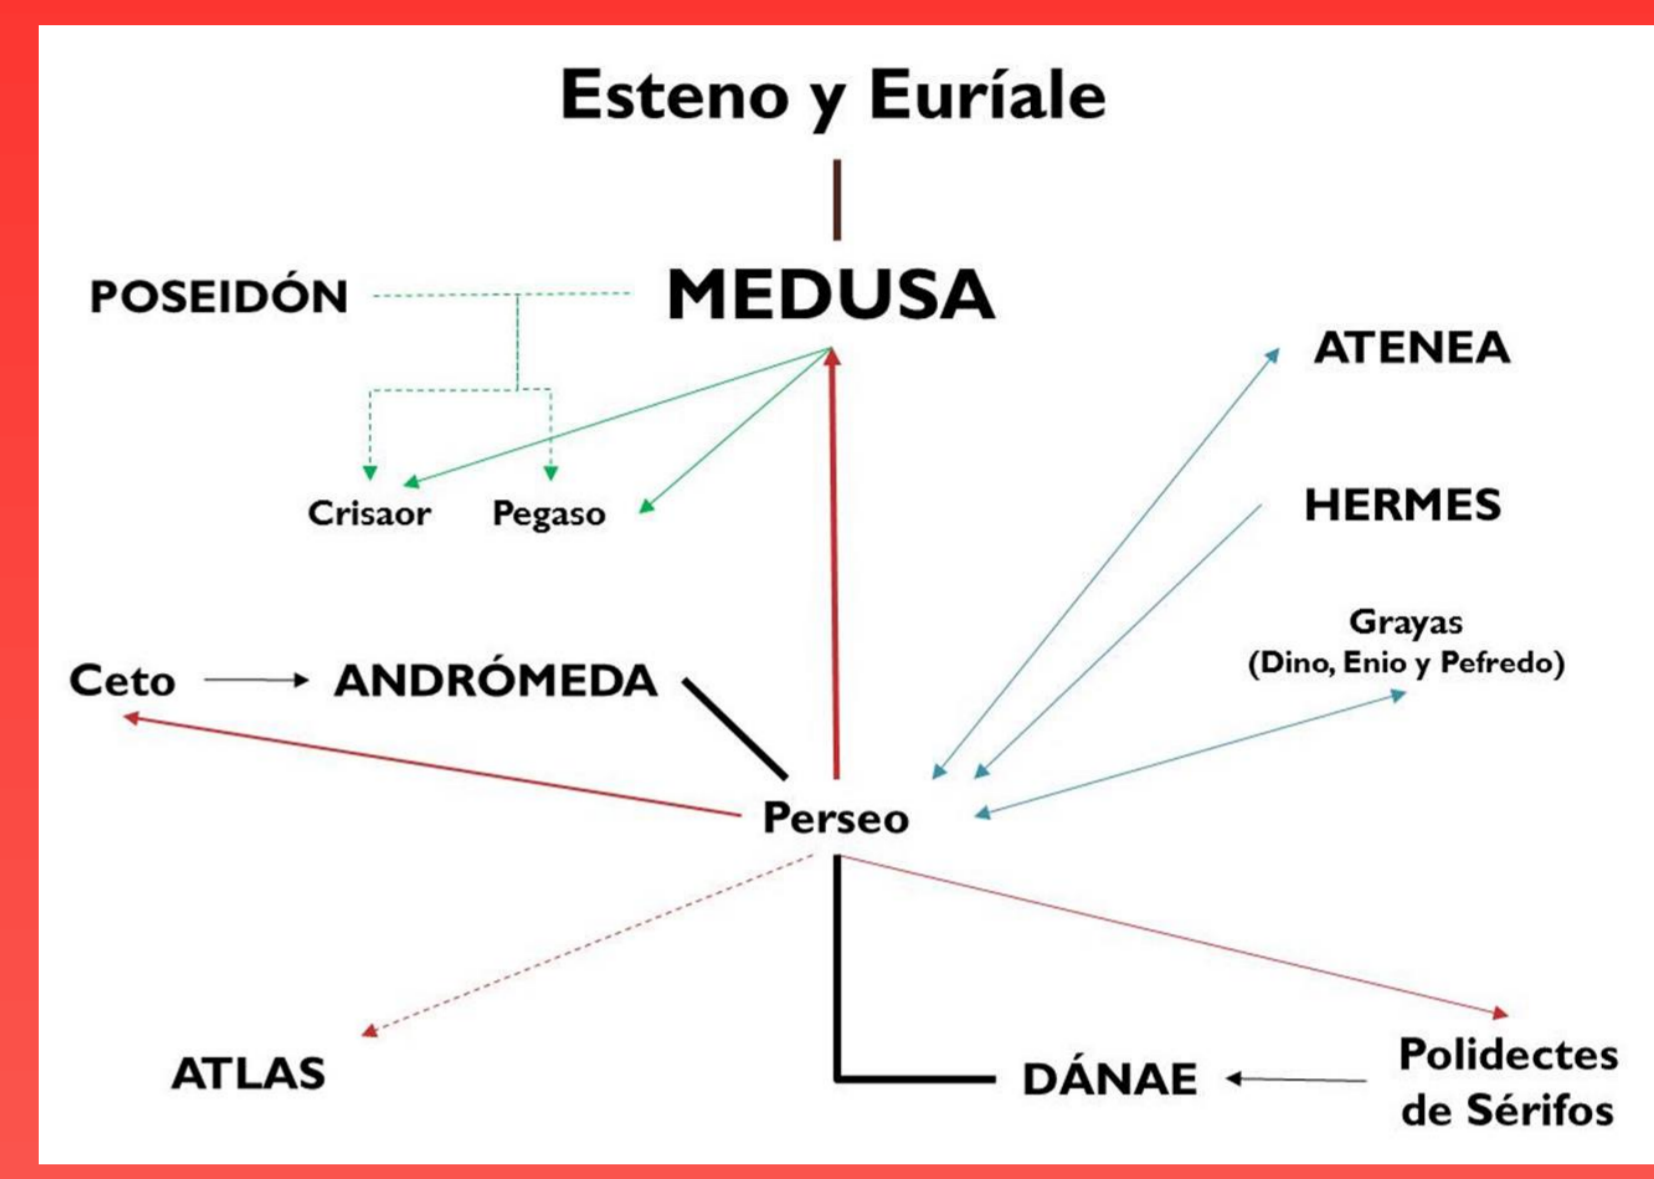 Esteno y Euríale
POSEIDÓN
MEDUSA
ATENEA
Crisaor
Pegaso
HERMES
Grayas
(Dino, Enio y Pefredo)
Ceto
ANDRÓMEDA
Perseo
ATLAS
DÁNAE
Polidectes
de Sérifos